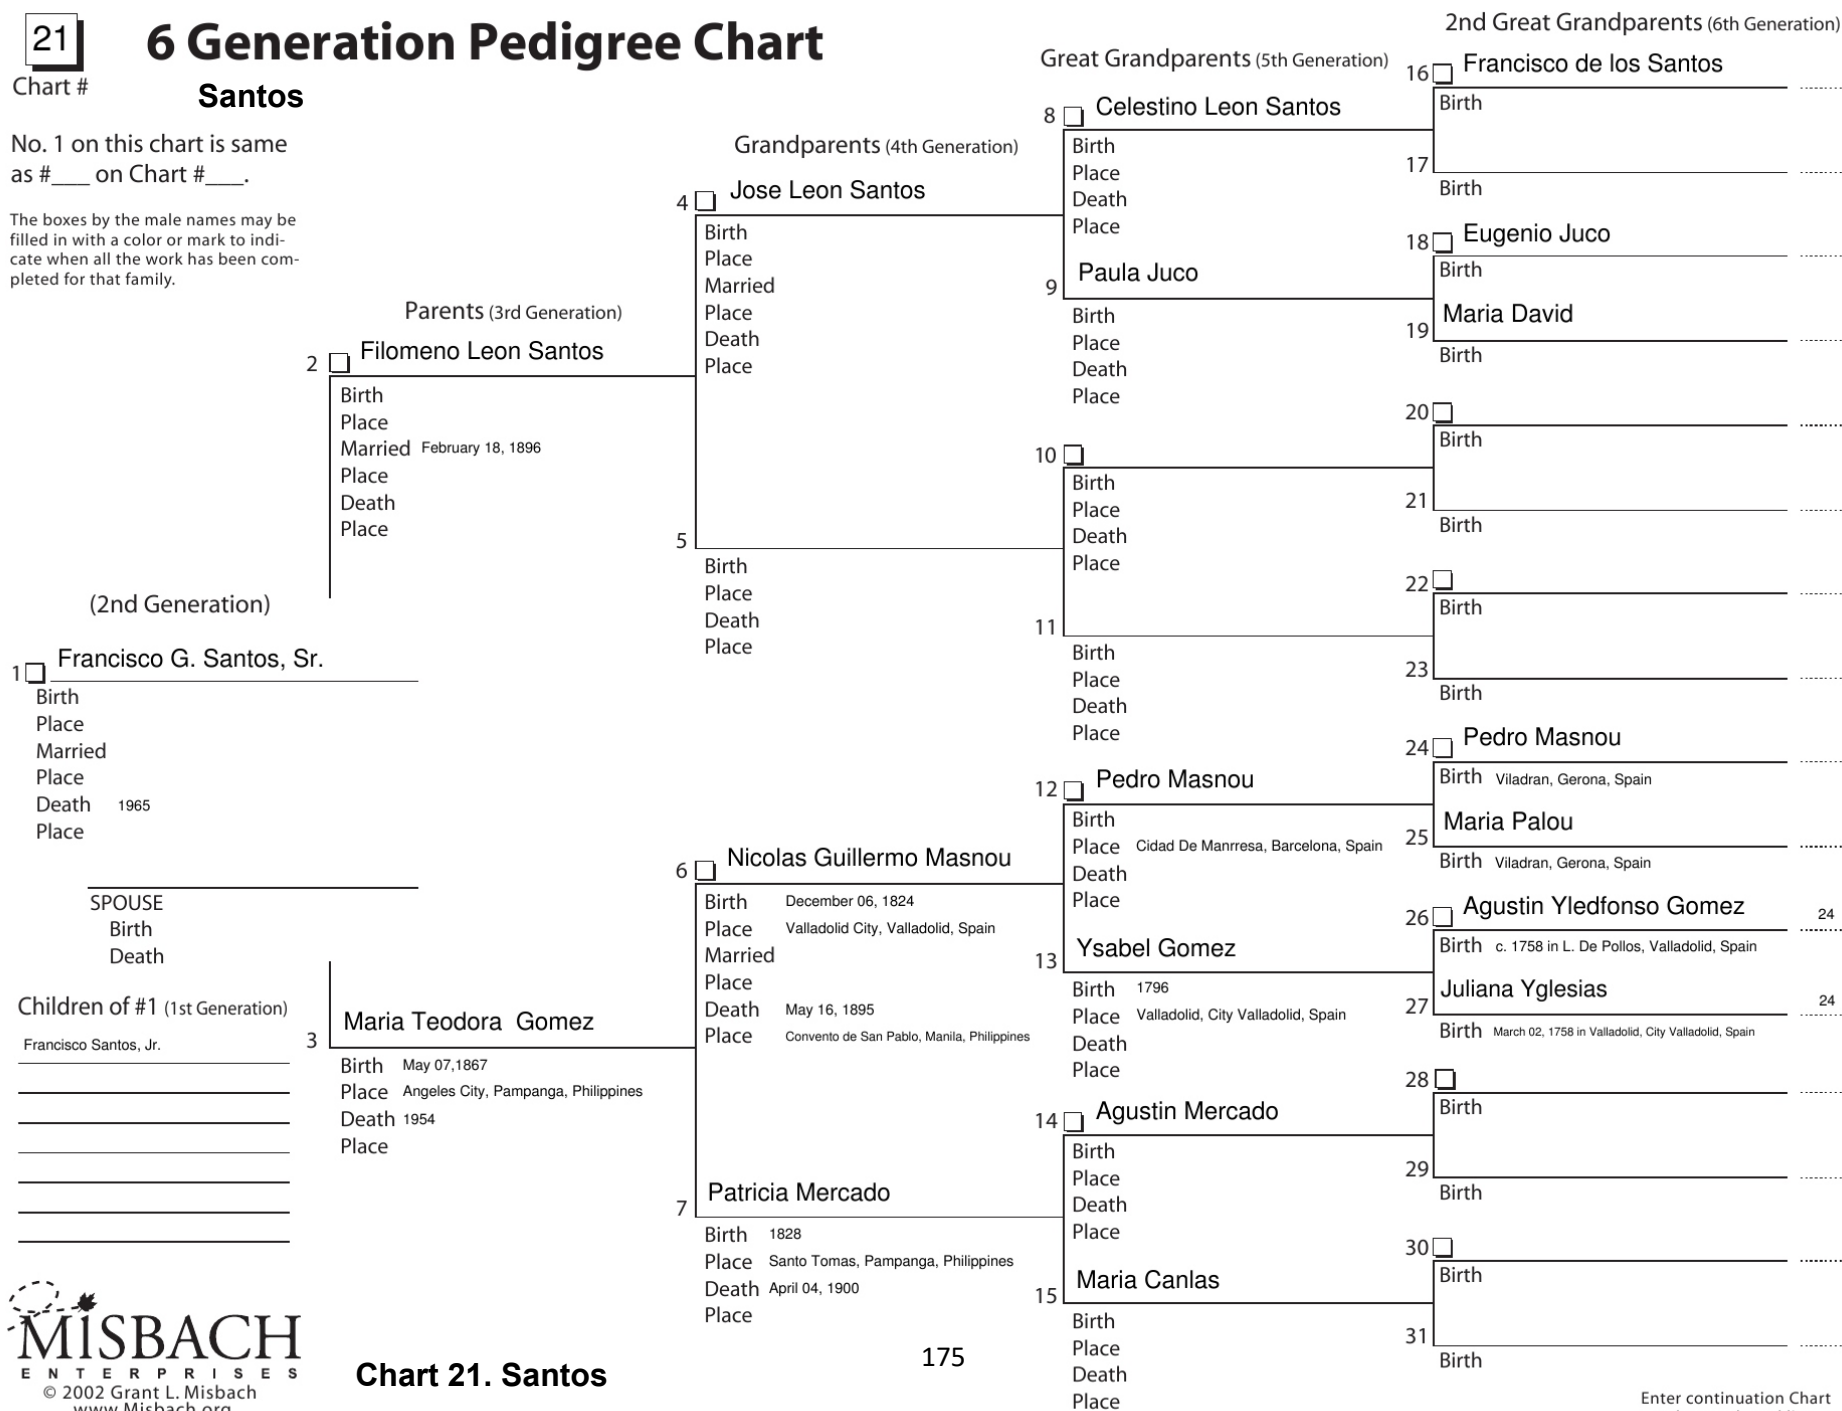 21
Chart #
6 Generation Pedigree Chart
Santos
No. 1 on this chart is same
as #___ on Chart #___.
The boxes by the male names may be
filled in with a color or mark to indi-
cate when all the work has been com-
pleted for that family.
(2nd Generation)
1 Francisco G. Santos, Sr.
Birth
Place
Married
Place
Death 1965
Place
SPOUSE
Birth
Death
Children of #1 (1st Generation)
Francisco Santos, Jr.
Parents (3rd Generation)
2 Filomeno Leon Santos
Birth
Place
Married February 18, 1896
Place
Death
Place
3 Maria Teodora Gomez
Birth May 07,1867
Place Angeles City, Pampanga, Philippines
Death 1954
Place
Grandparents (4th Generation)
4 Jose Leon Santos
Birth
Place
Married
Place
Death
Place
5
Birth
Place
Death
Place
6 Nicolas Guillermo Masnou
Birth December 06, 1824
Place Valladolid City, Valladolid, Spain
Married
Place
Death May 16, 1895
Place Convento de San Pablo, Manila, Philippines
7 Patricia Mercado
Birth 1828
Place Santo Tomas, Pampanga, Philippines
Death April 04, 1900
Place
Great Grandparents (5th Generation)
8 Celestino Leon Santos
Birth
Place
Death
Place
9 Paula Juco
Birth
Place
Death
Place
10
Birth
Place
Death
Place
11
Birth
Place
Death
Place
12 Pedro Masnou
Birth
Place Cidad De Manrresa, Barcelona, Spain
Death
Place
13 Ysabel Gomez
Birth 1796
Place Valladolid, City Valladolid, Spain
Death
Place
14 Agustin Mercado
Birth
Place
Death
Place
15 Maria Canlas
Birth
Place
Death
Place
2nd Great Grandparents (6th Generation)
16 Francisco de los Santos
Birth
17
Birth
18 Eugenio Juco
Birth
19 Maria David
Birth
20
Birth
21
Birth
22
Birth
23
Birth
24 Pedro Masnou
Birth Viladran, Gerona, Spain
25 Maria Palou
Birth Viladran, Gerona, Spain
26 Agustin Yledfonso Gomez 24
Birth c. 1758 in L. De Pollos, Valladolid, Spain
27 Juliana Yglesias 24
Birth March 02, 1758 in Valladolid, City Valladolid, Spain
28
Birth
29
Birth
30
Birth
31
Birth
MISBACH
ENTERPRISES
© 2002 Grant L. Misbach
www.Misbach.org
Chart 21. Santos
175
Enter continuation Chart